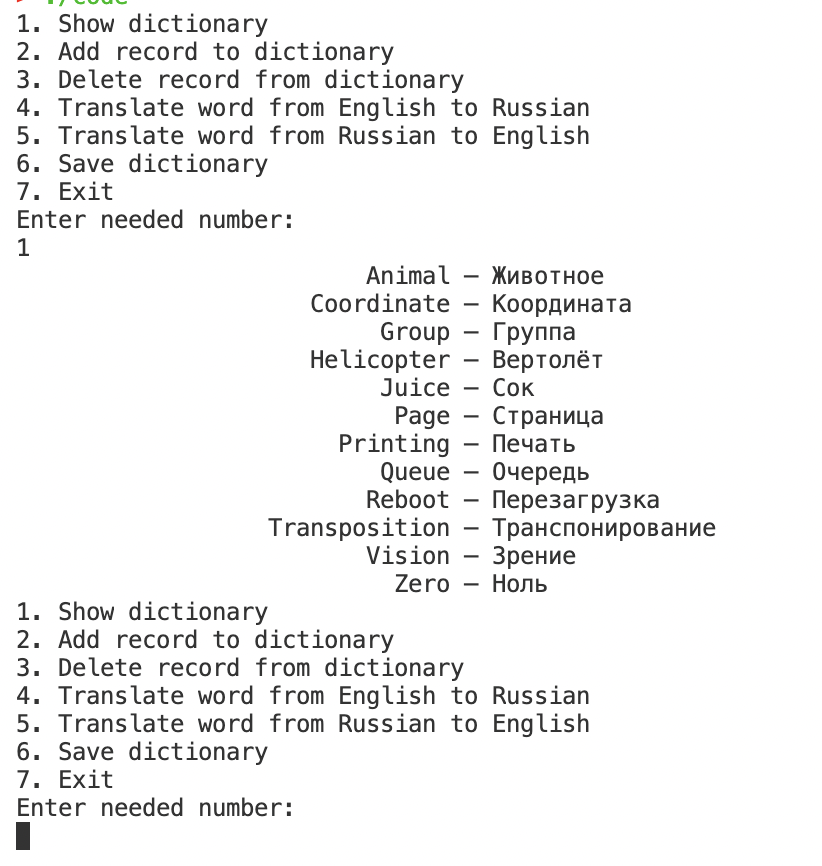 1. Show dictionary
2. Add record to dictionary
3. Delete record from dictionary
4. Translate word from English to Russian
5. Translate word from Russian to English
6. Save dictionary
7. Exit
Enter needed number:
1
Animal — Животное
Coordinate — Координата
Group — Группа
Helicopter — Вертолёт
Juice — Сок
Page — Страница
Printing — Печать
Queue — Очередь
Reboot — Перезагрузка
Transposition — Транспонирование
Vision — Зрение
Zero — Ноль
1. Show dictionary
2. Add record to dictionary
3. Delete record from dictionary
4. Translate word from English to Russian
5. Translate word from Russian to English
6. Save dictionary
7. Exit
Enter needed number: